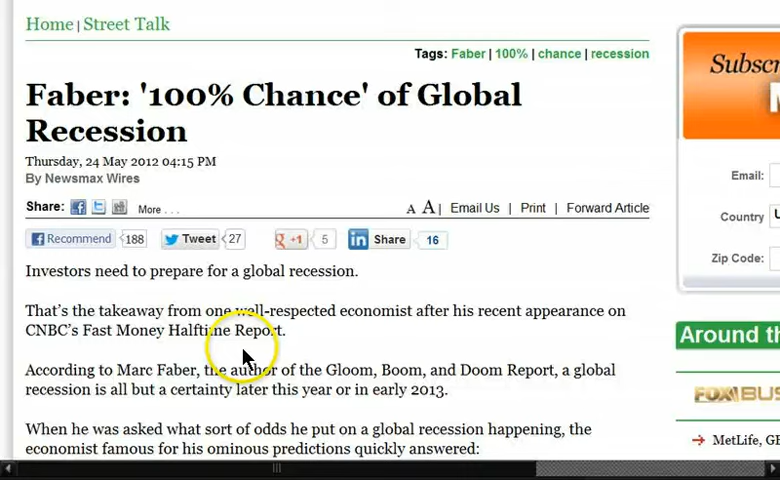 Home | Street Talk
Tags: Faber | 100% | chance | recession
Faber: '100% Chance' of Global
Recession
Thursday, 24 May 2012 04:15 PM
By Newsmax Wires
Share: More . . . A A | Email Us | Print | Forward Article
Recommend 188 Tweet 27 +1 5 in Share 16
Investors need to prepare for a global recession.
That's the takeaway from one well-respected economist after his recent appearance on
CNBC's Fast Money Halftime Report.
According to Marc Faber, the author of the Gloom, Boom, and Doom Report, a global
recession is all but a certainty later this year or in early 2013.
When he was asked what sort of odds he put on a global recession happening, the
economist famous for his ominous predictions quickly answered:
Email:
Country
Zip Code:
Around th
FOX BUS
MetLife,